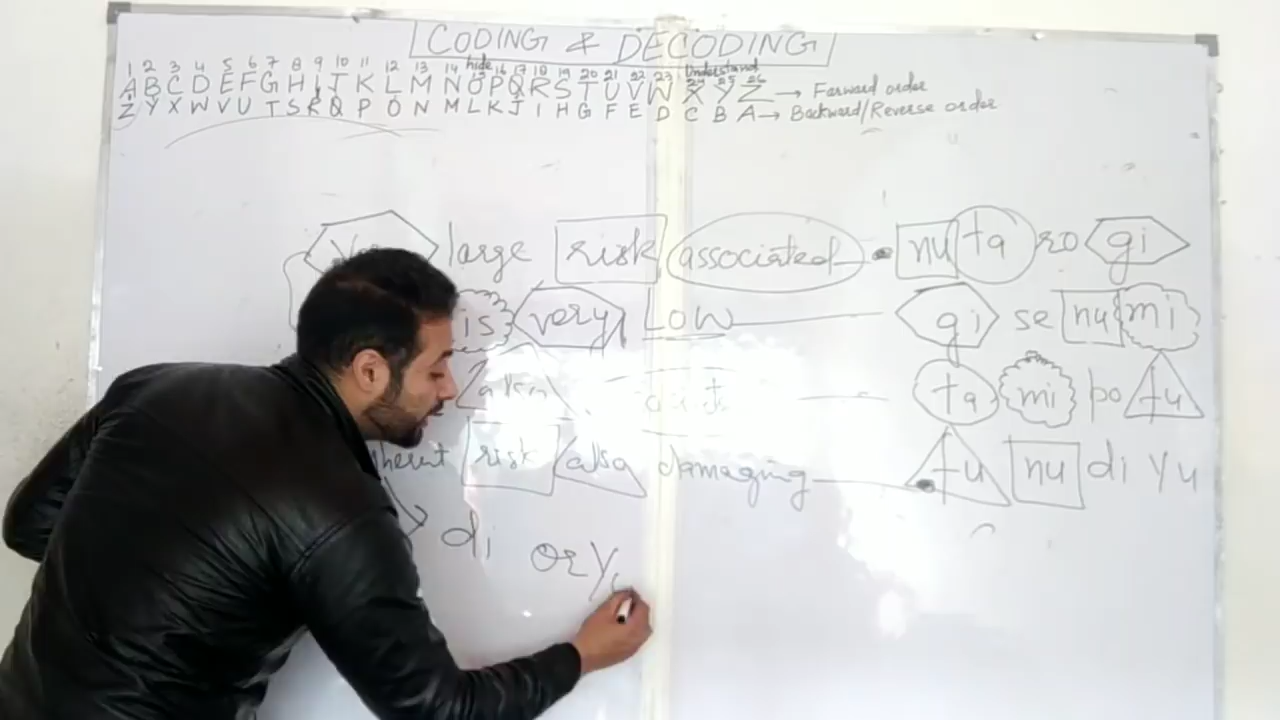 CODING & DECODING
1 2 3 4 5 6 7 8 9 10 11 12 13 14 15 16 17 18 19 20 21 22 23 24 25 26
hide Understand
A B C D E F G H I J K L M N O P Q R S T U V W X Y Z → Forward order
Z Y X W V U T S R Q P O N M L K J I H G F E D C B A → Backward/Reverse order
large risk associated nu ta ro gi
is very Low gi se nu mi
also ta mi po fu
risk also damaging fu nu di yu
di or y